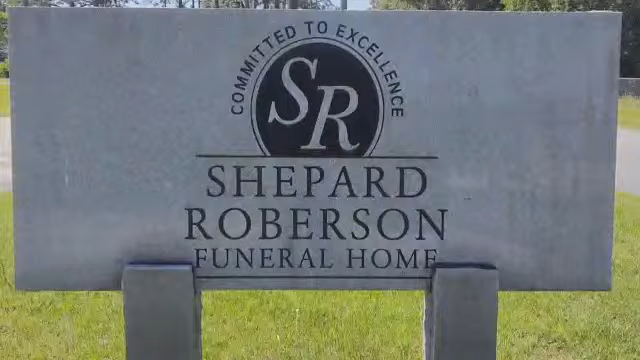 COMMITTED TO EXCELLENCE
SR
SHEPARD
ROBERSON
FUNERAL HOME